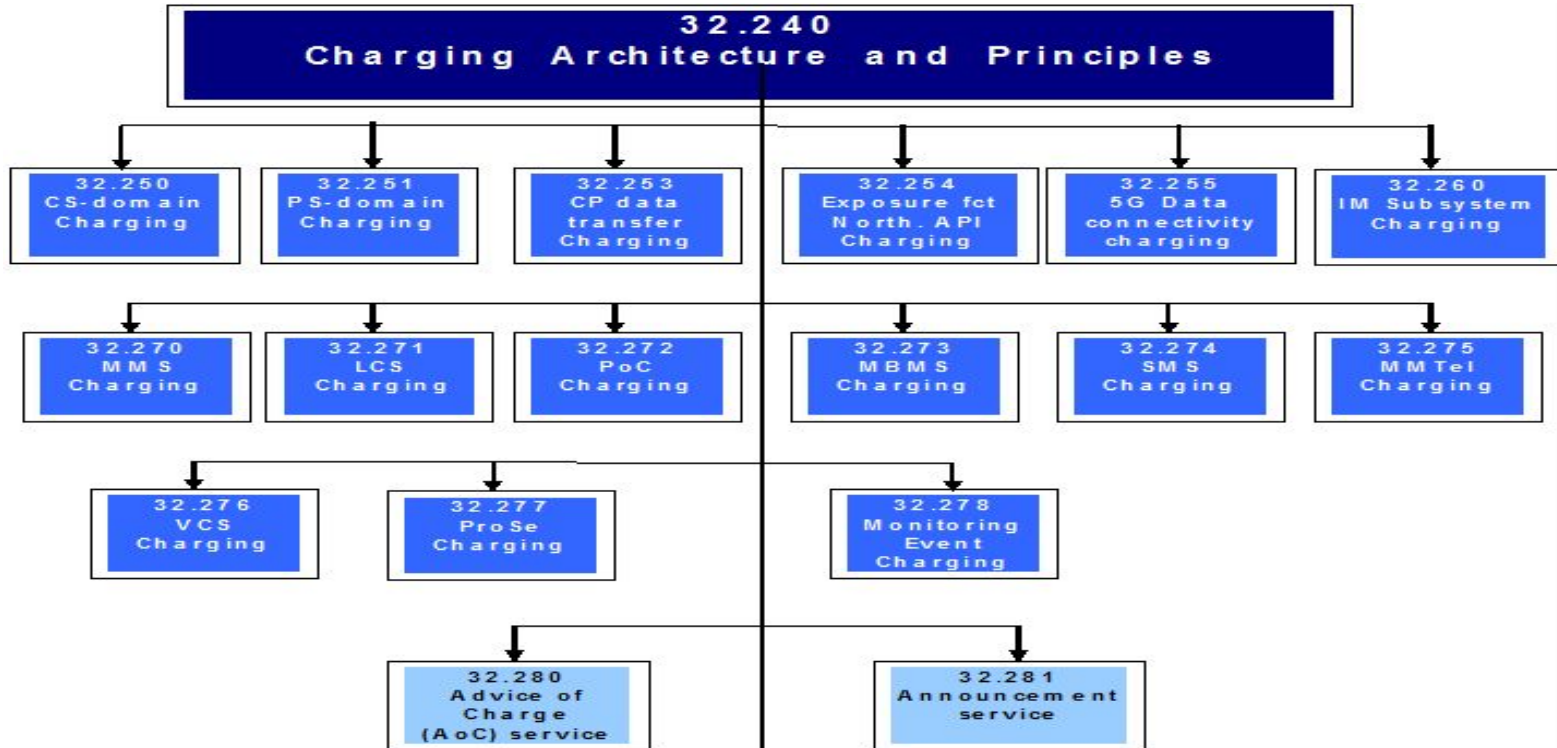 32.240
Charging Architecture and Principles
32.250
CS-domain
Charging
32.251
PS-domain
Charging
32.253
CP data
transfer
Charging
32.254
Exposure fct
North. API
Charging
32.255
5G Data
connectivity
charging
32.260
IM Subsystem
Charging
32.270
MMS
Charging
32.271
LCS
Charging
32.272
PoC
Charging
32.273
MBMS
Charging
32.274
SMS
Charging
32.275
MMTel
Charging
32.276
VCS
Charging
32.277
ProSe
Charging
32.278
Monitoring
Event
Charging
32.280
Advice of
Charge
(AoC) service
32.281
Announcement
service